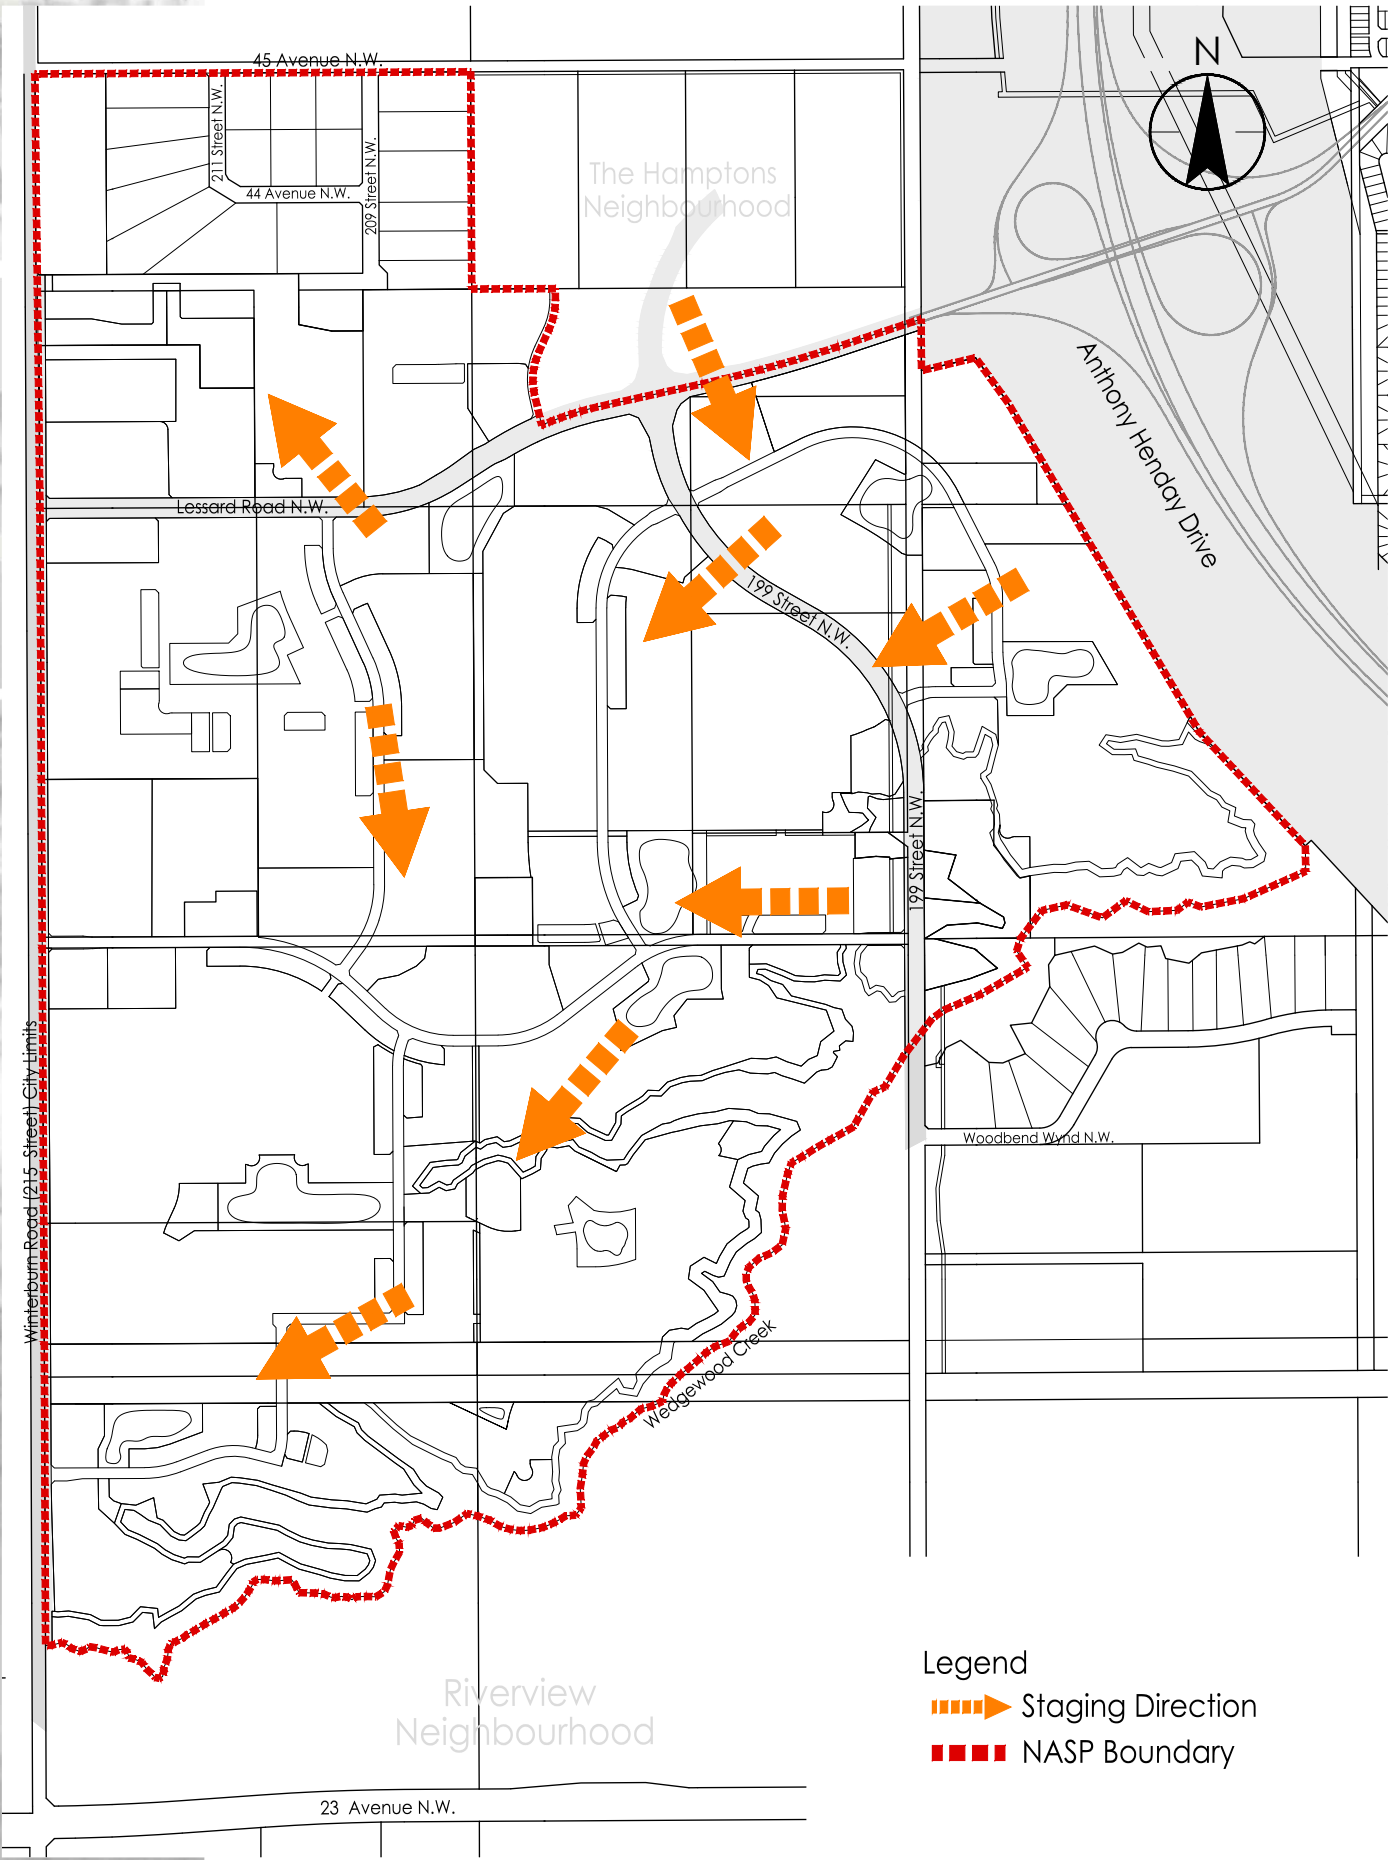 N
45 Avenue N.W.
211 Street N.W.
44 Avenue N.W.
209 Street N.W.
The Hamptons
Neighbourhood
Anthony Henday Drive
Lessard Road N.W.
199 Street N.W.
199 Street N.W.
Winterburn Road (215 Street) City Limits
Woodbend Wynd N.W.
Wedgewood Creek
Riverview
Neighbourhood
23 Avenue N.W.
Legend
Staging Direction
NASP Boundary